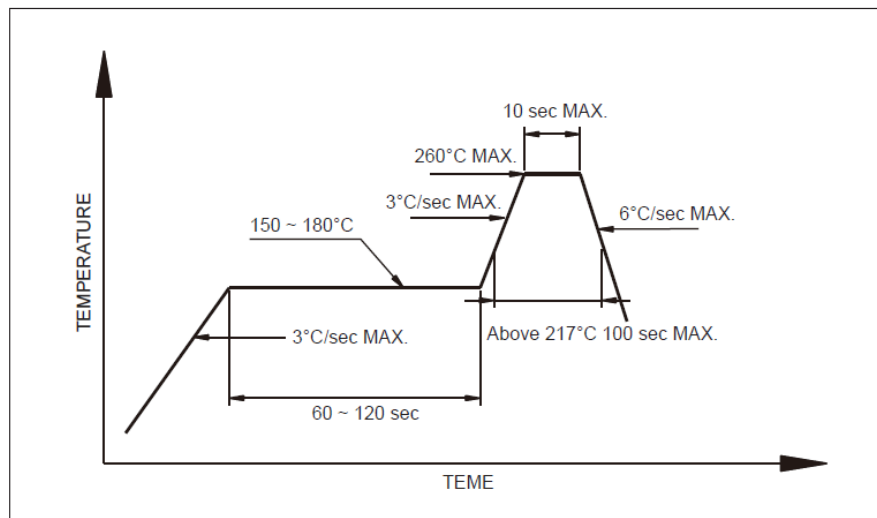 10 sec MAX.
260°C MAX.
3°C/sec MAX.
6°C/sec MAX.
150 ~ 180°C
TEMPERATURE
3°C/sec MAX.
Above 217°C 100 sec MAX.
60 ~ 120 sec
TEME